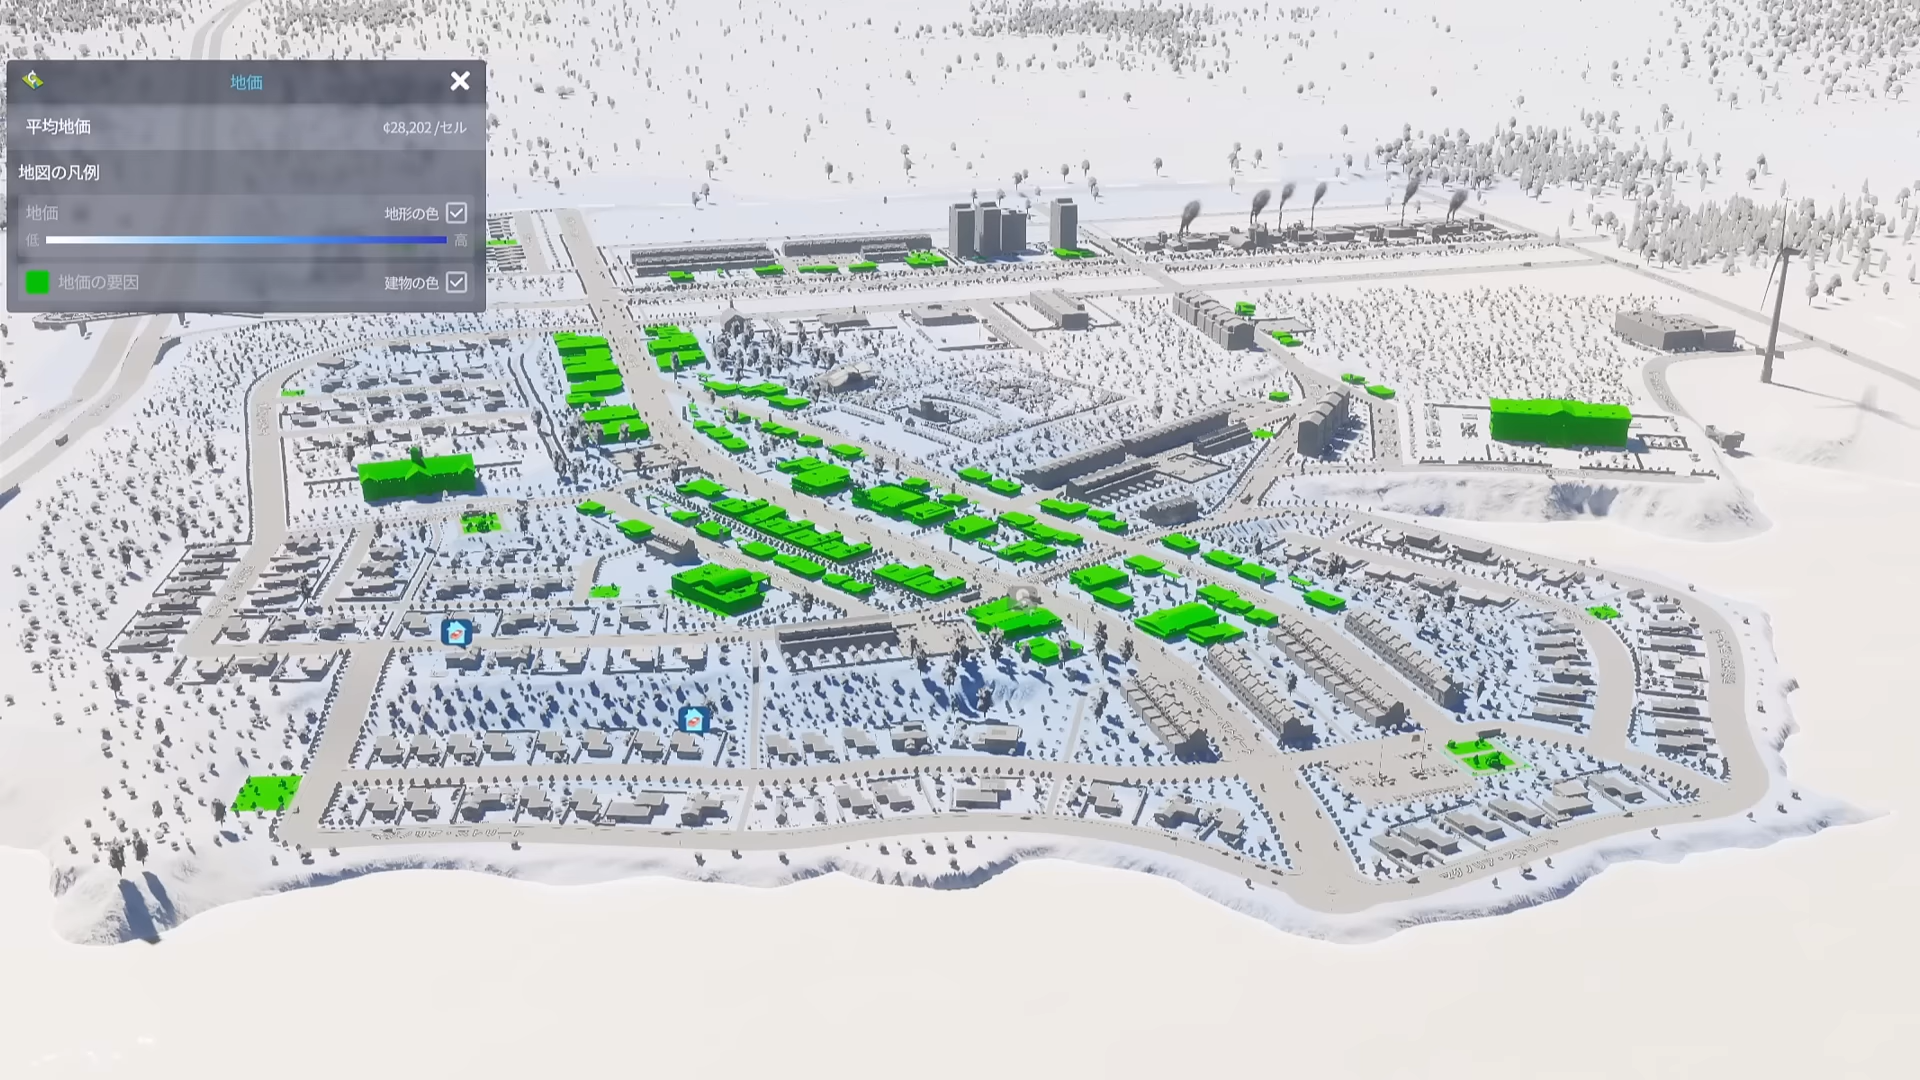 地価
平均地価
¢28,202 /セル
地図の凡例
地価
地形の色
低
高
地価の要因
建物の色